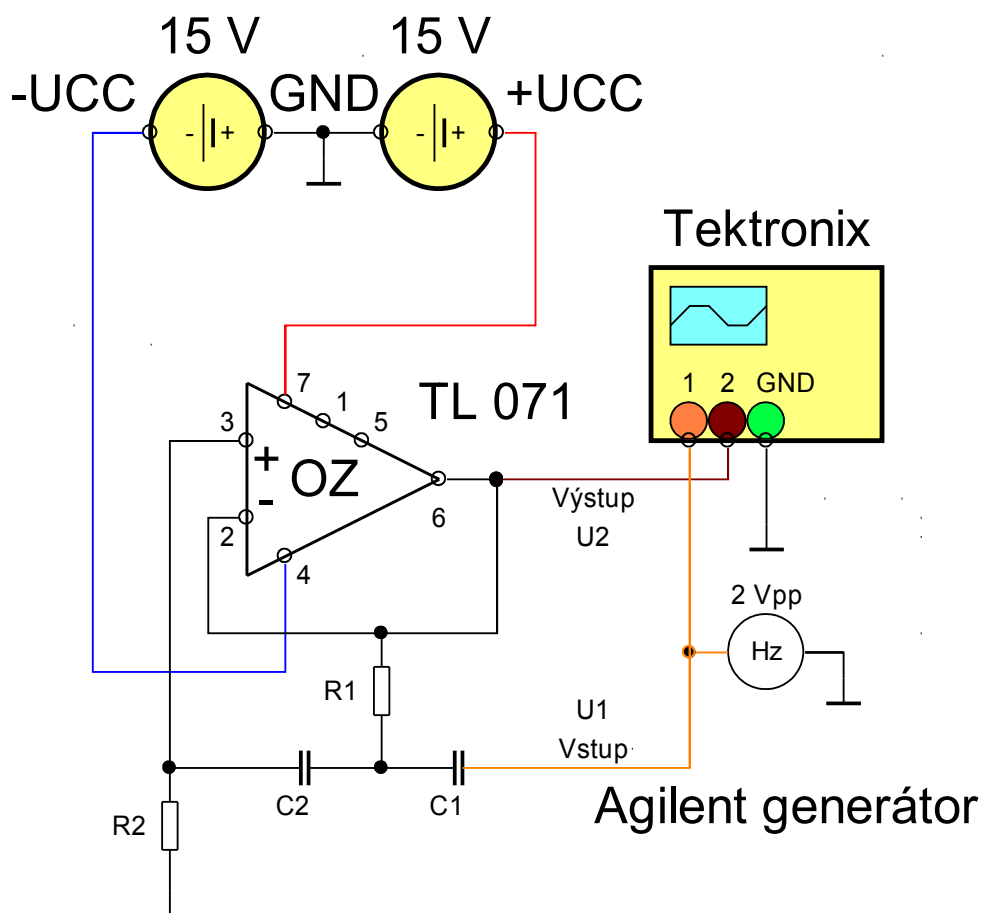 15 V 15 V
-UCC GND +UCC
- + - +
Tektronix
1 2 GND
7
1
TL 071
3 5
+ OZ
-
2 6
4
Výstup
U2
2 Vpp
Hz
R1
U1
Vstup
C2 C1
R2
Agilent generátor